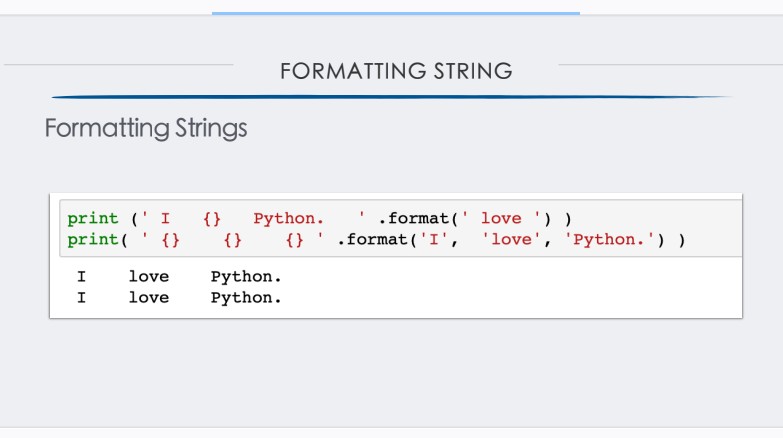 FORMATTING STRING
Formatting Strings
print (' I   {}   Python.   ' .format(' love ') )
print( ' {}    {}    {} ' .format('I',  'love', 'Python.') )
I    love    Python.
I    love    Python.